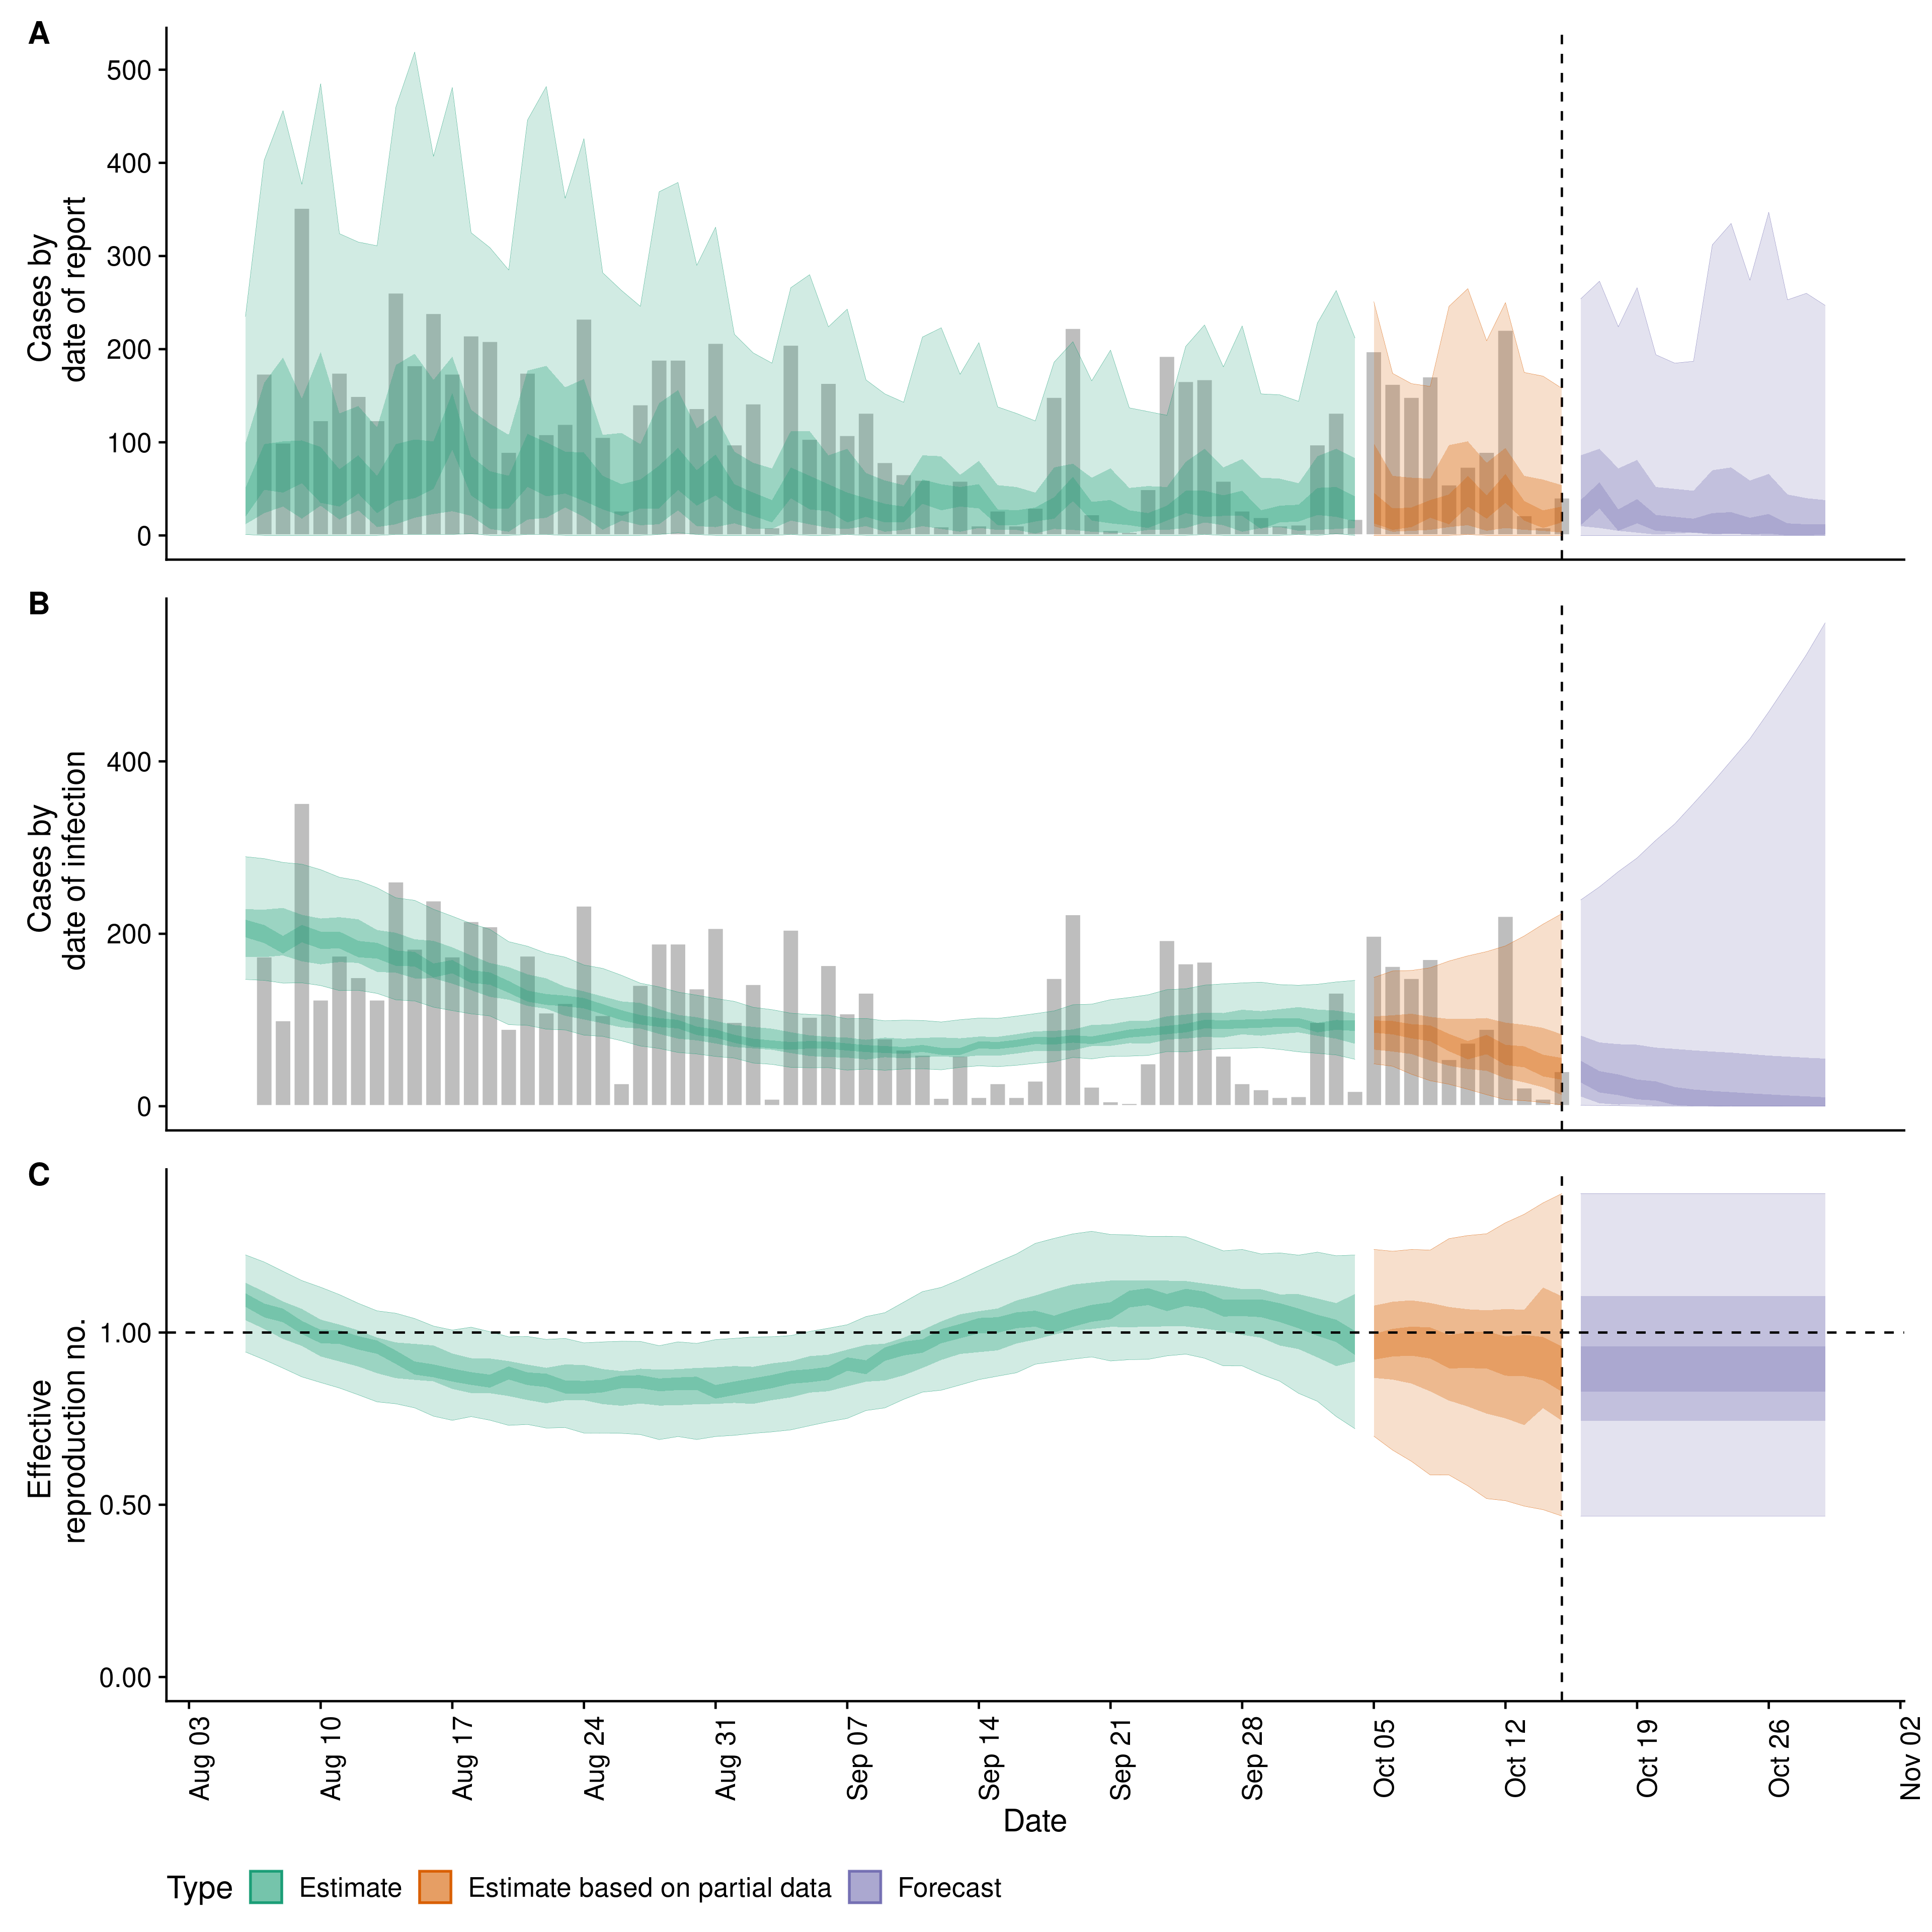 A
500
400
300
200
100
0
Cases by
date of report
B
400
200
0
Cases by
date of infection
C
1.00
0.50
0.00
Effective
reproduction no.
Aug 03
Aug 10
Aug 17
Aug 24
Aug 31
Sep 07
Sep 14
Sep 21
Sep 28
Oct 05
Oct 12
Oct 19
Oct 26
Nov 02
Date
Type Estimate Estimate based on partial data Forecast